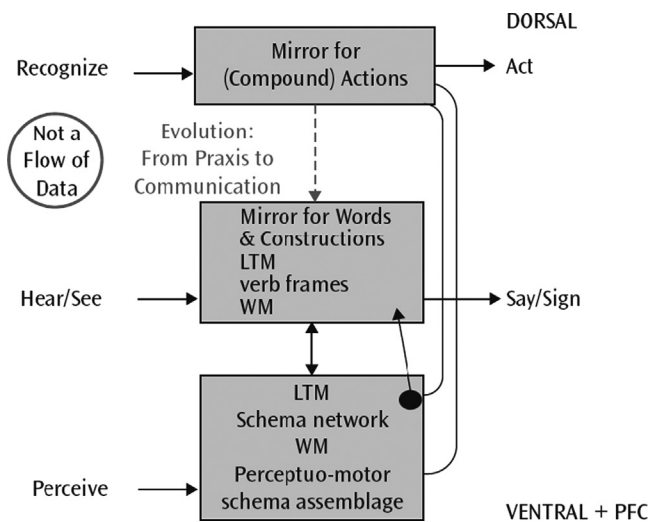 DORSAL
Recognize
Mirror for
(Compound) Actions
Act
Not a
Flow of
Data
Evolution:
From Praxis to
Communication
Mirror for Words
& Constructions
LTM
verb frames
WM
Hear/See
Say/Sign
LTM
Schema network
WM
Perceptuo-motor
schema assemblage
Perceive
VENTRAL + PFC